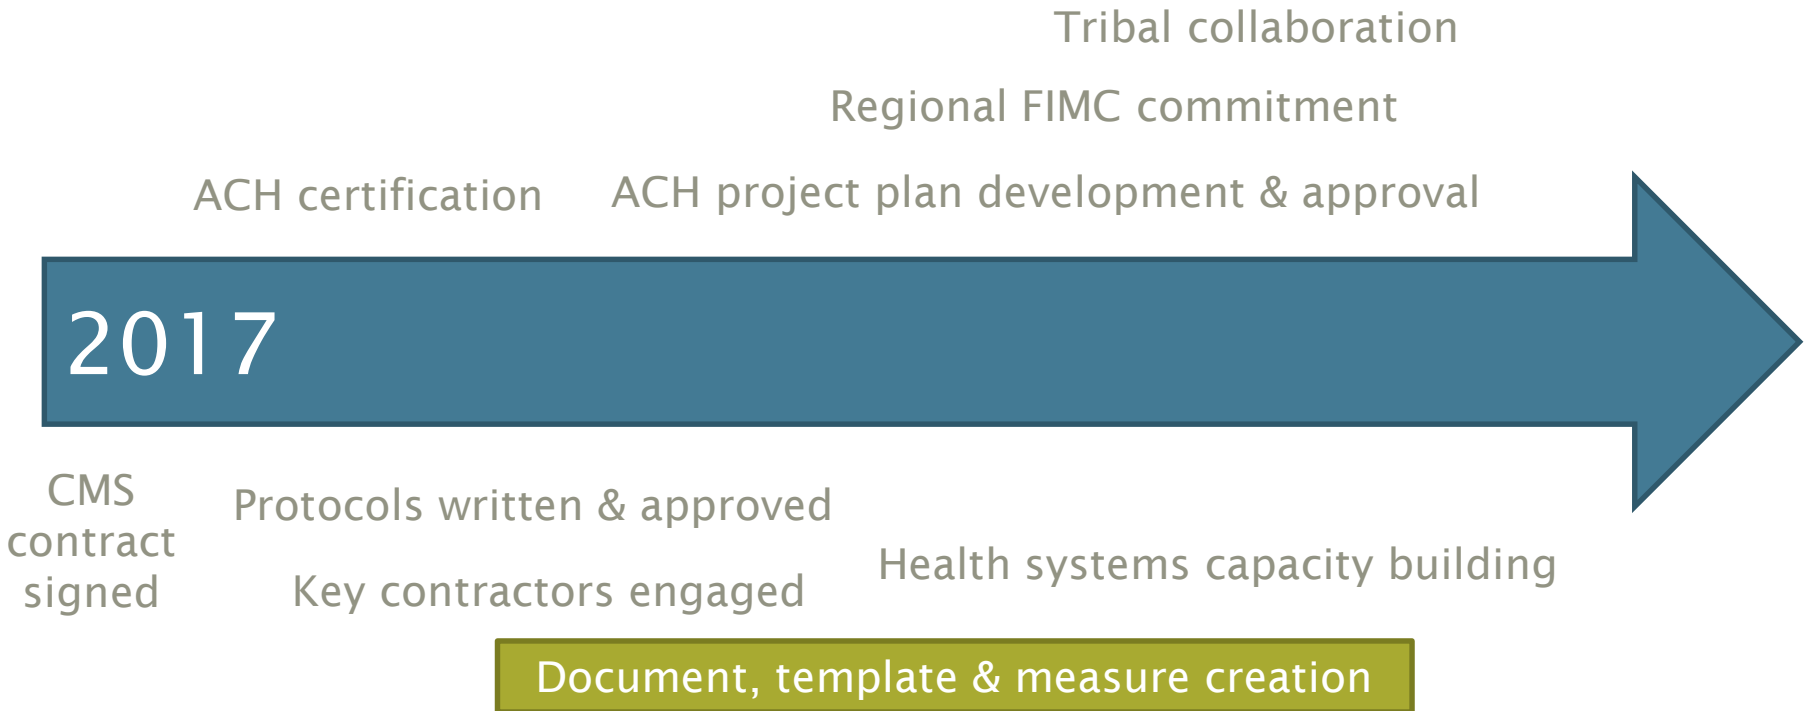 Tribal collaboration
Regional FIMC commitment
ACH certification
ACH project plan development & approval
2017
CMS
contract
signed
Protocols written & approved
Key contractors engaged
Health systems capacity building
Document, template & measure creation